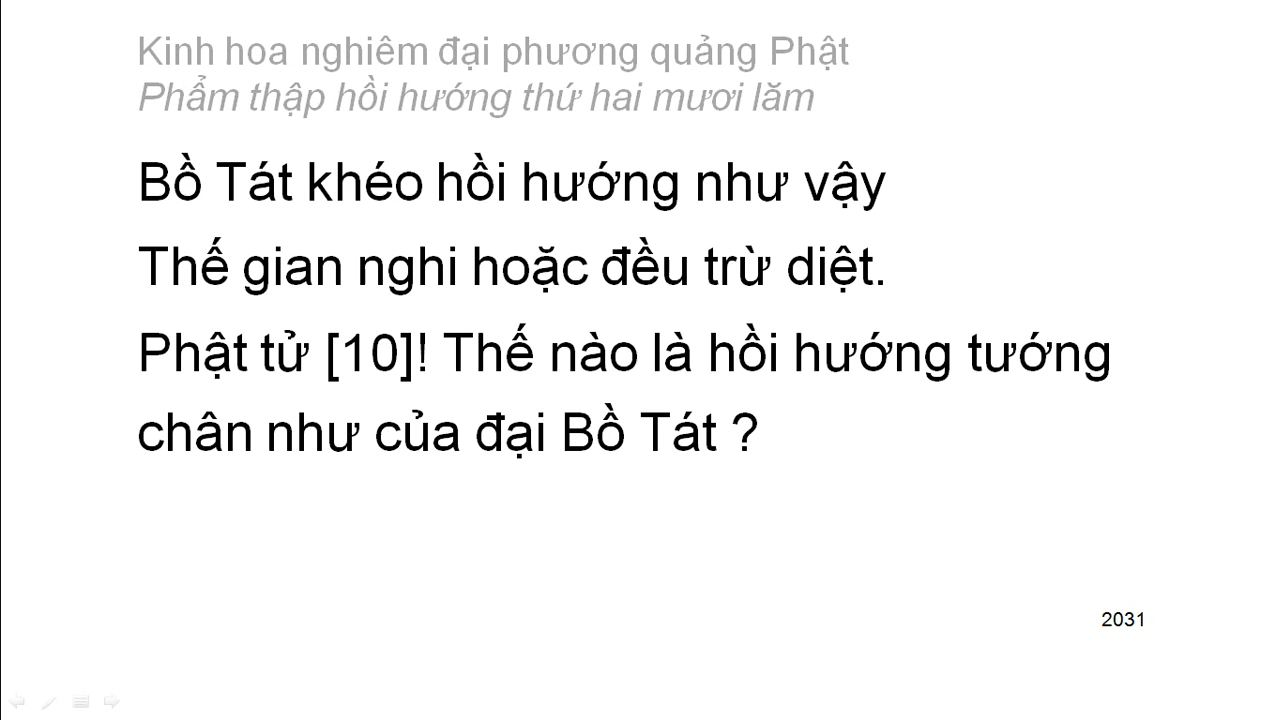 Kinh hoa nghiêm đại phương quảng Phật
Phẩm thập hồi hướng thứ hai mươi lăm
Bồ Tát khéo hồi hướng như vậy
Thế gian nghi hoặc đều trừ diệt.
Phật tử [10]! Thế nào là hồi hướng tướng
chân như của đại Bồ Tát ?
2031